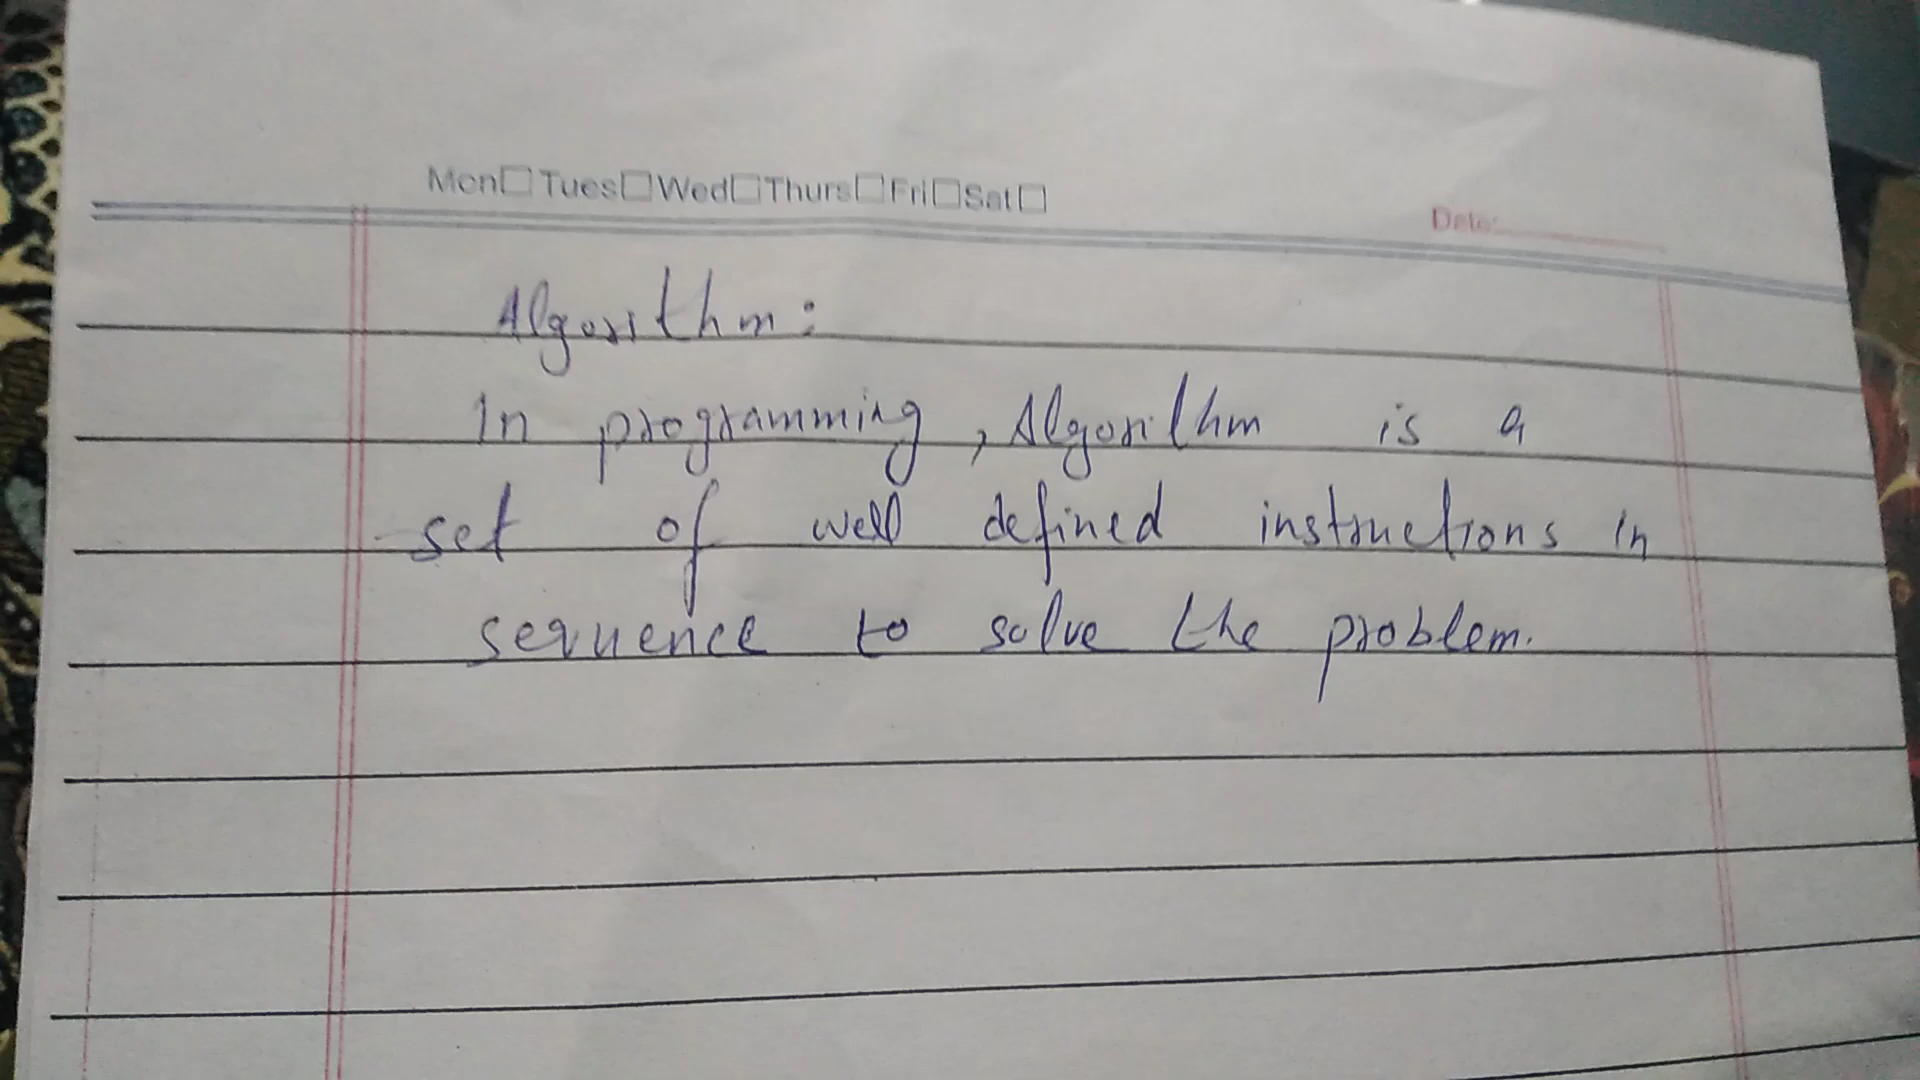 Mon☐ Tues☐ Wed☐ Thurs☐ Fri☐ Sat☐
Date:
Algorithm:
In programming, Algorithm is a
set of well defined instructions in
sequence to solve the problem.